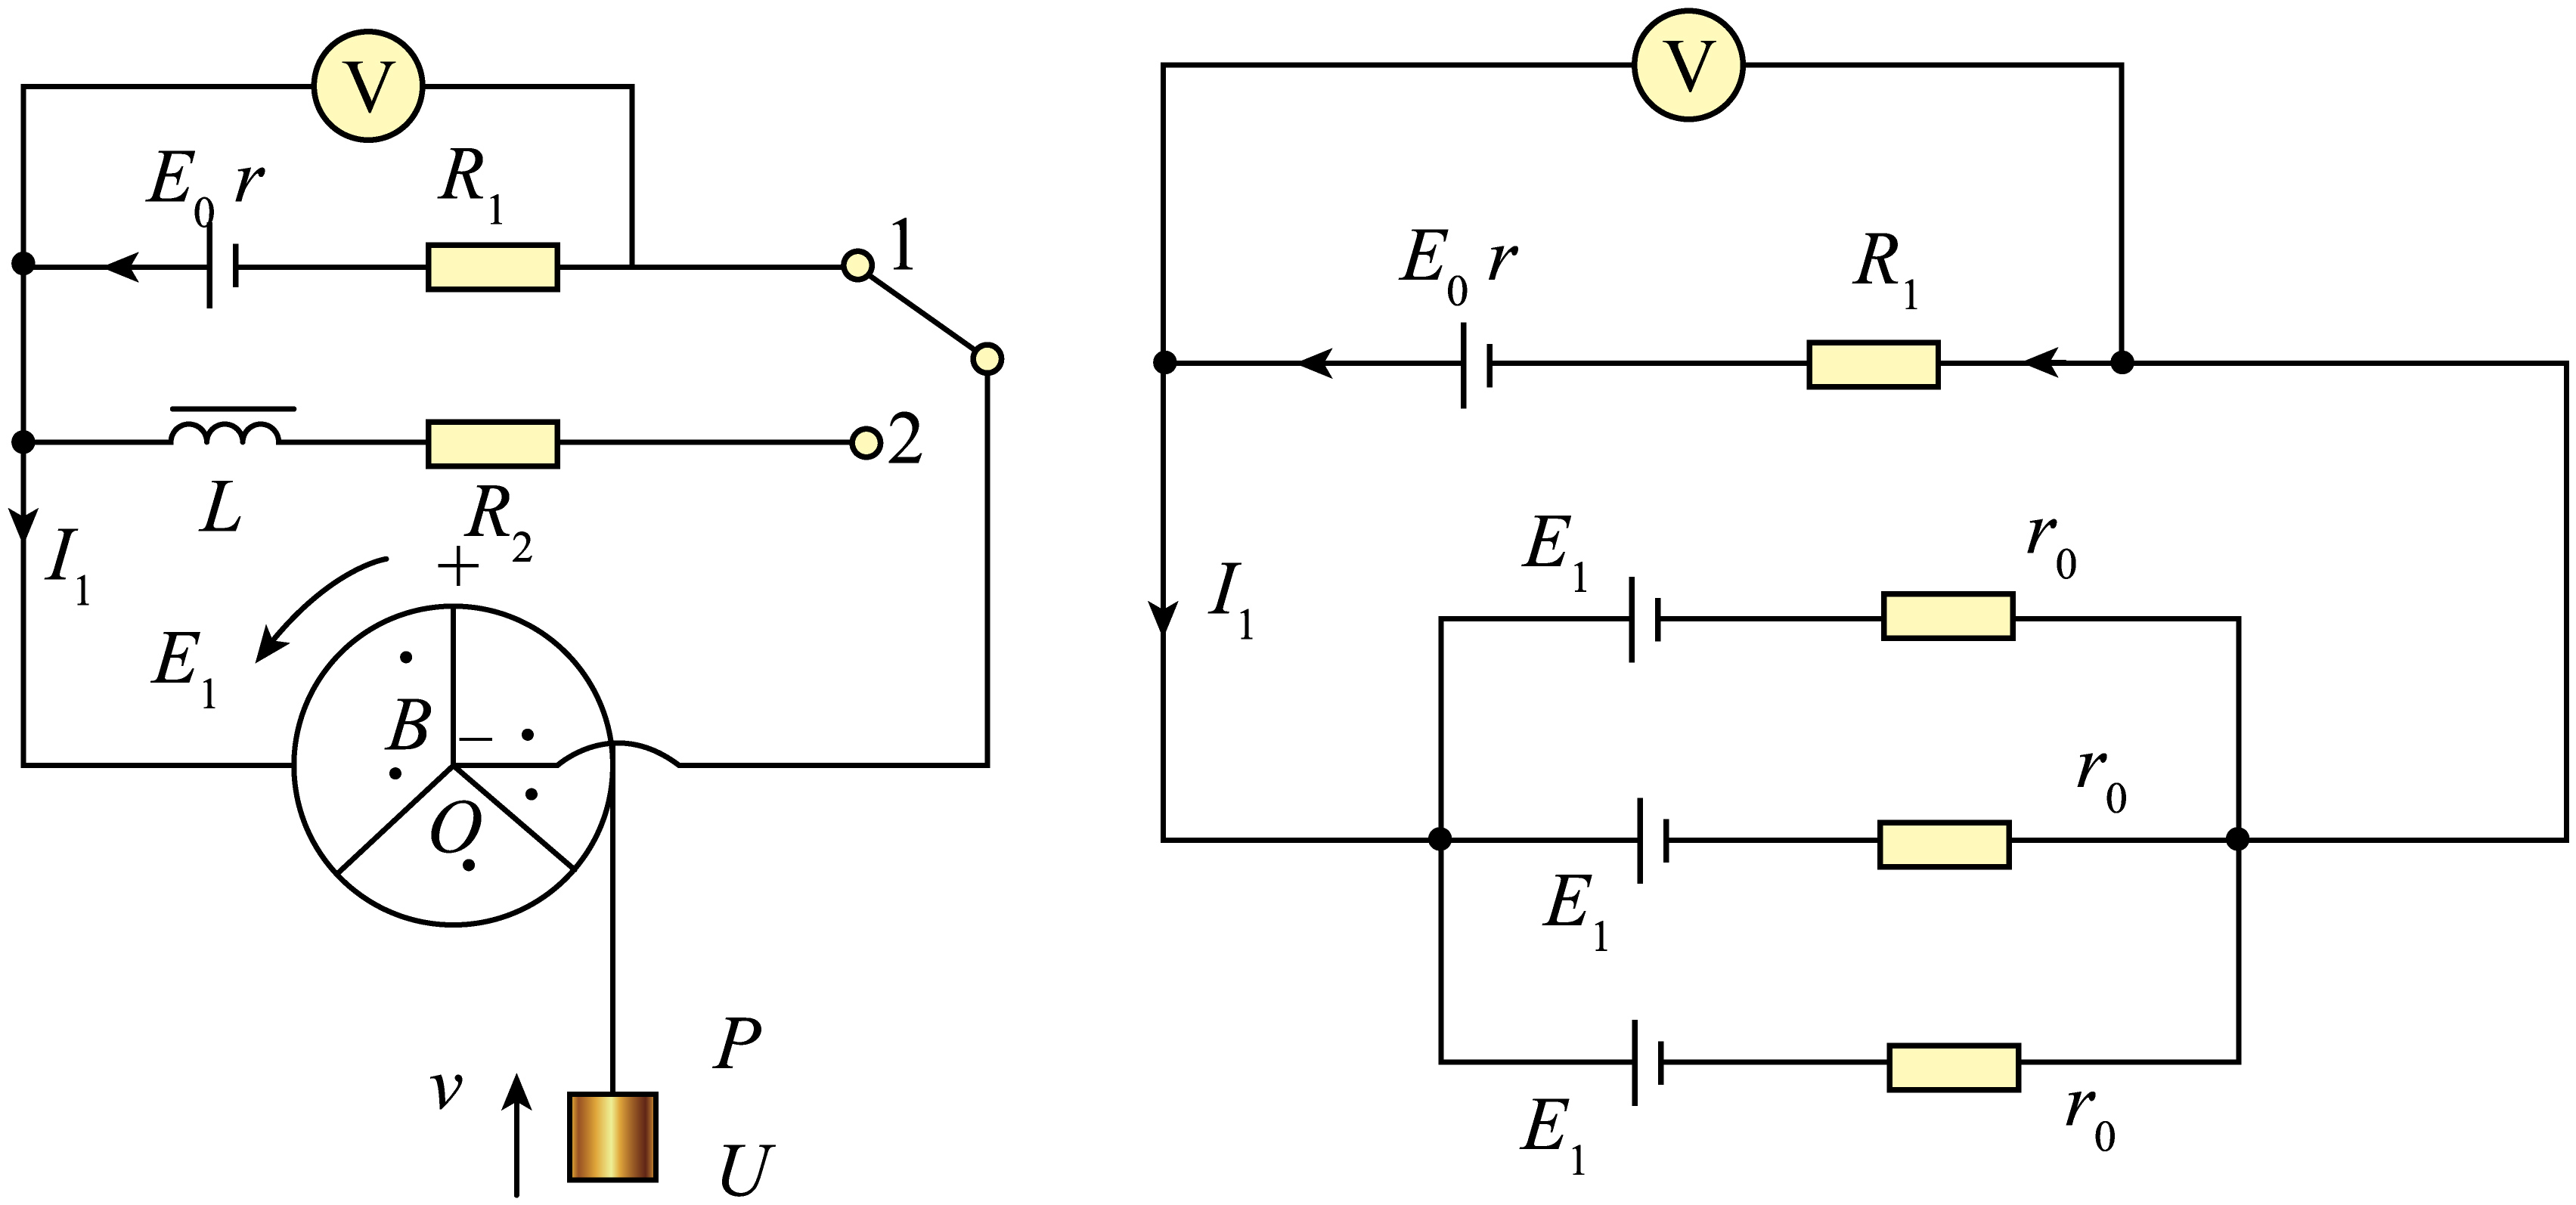 V
E₀ r
R₁
1
L
R₂
2
I₁
E₁
+
B
−
O
v
P
U
V
E₀ r
R₁
I₁
E₁
r₀
E₁
r₀
E₁
r₀